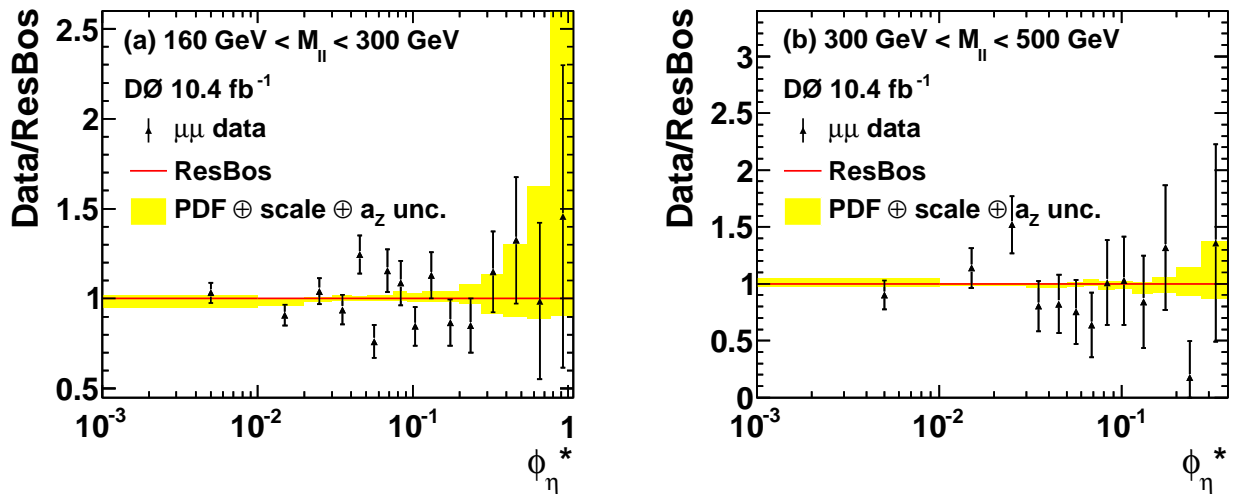 (a) 160 GeV < M_ll < 300 GeV
DØ 10.4 fb^-1
μμ data
ResBos
PDF ⊕ scale ⊕ a_Z unc.
Data/ResBos
2.5
2
1.5
1
0.5
10^-3
10^-2
10^-1
1
ϕ_η*
(b) 300 GeV < M_ll < 500 GeV
DØ 10.4 fb^-1
μμ data
ResBos
PDF ⊕ scale ⊕ a_Z unc.
Data/ResBos
3
2.5
2
1.5
1
0.5
0
10^-3
10^-2
10^-1
ϕ_η*